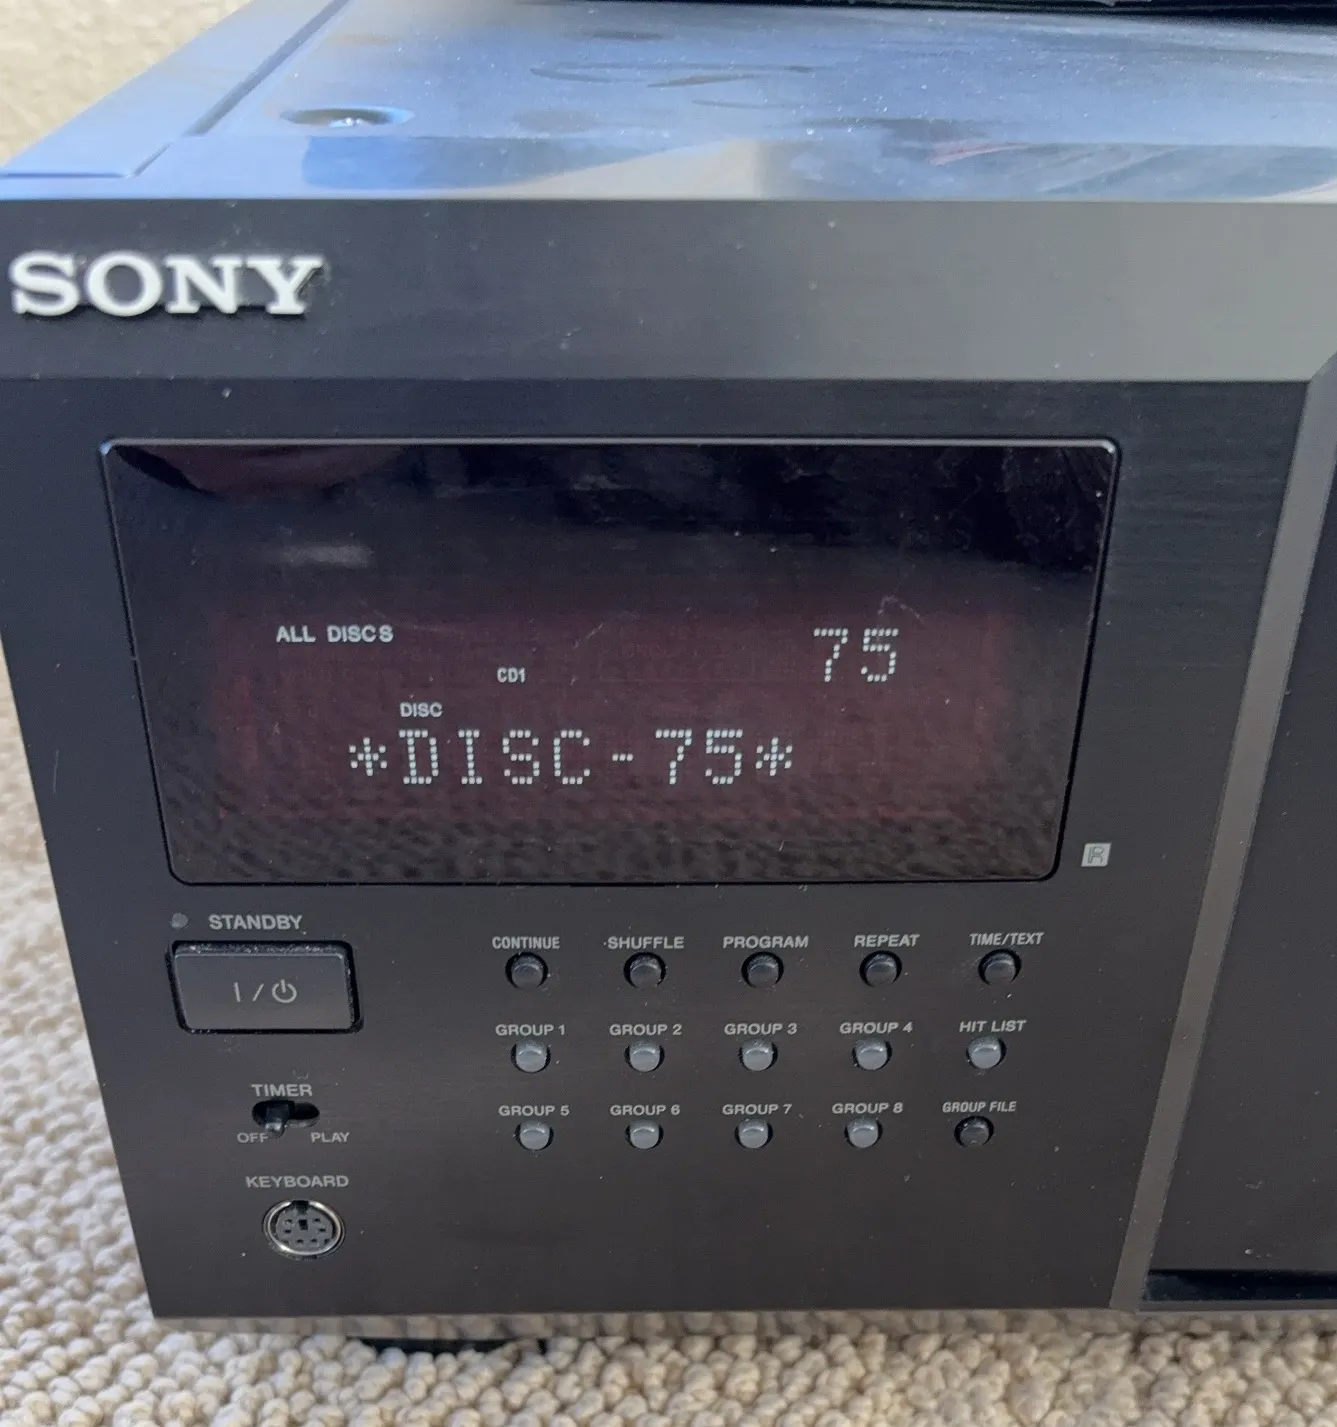 SONY
ALL DISCS
75
CD1
DISC
*DISC-75*
R
STANDBY
I/⏻
CONTINUE SHUFFLE PROGRAM REPEAT TIME/TEXT
GROUP 1 GROUP 2 GROUP 3 GROUP 4 HIT LIST
TIMER
OFF PLAY
GROUP 5 GROUP 6 GROUP 7 GROUP 8 GROUP FILE
KEYBOARD